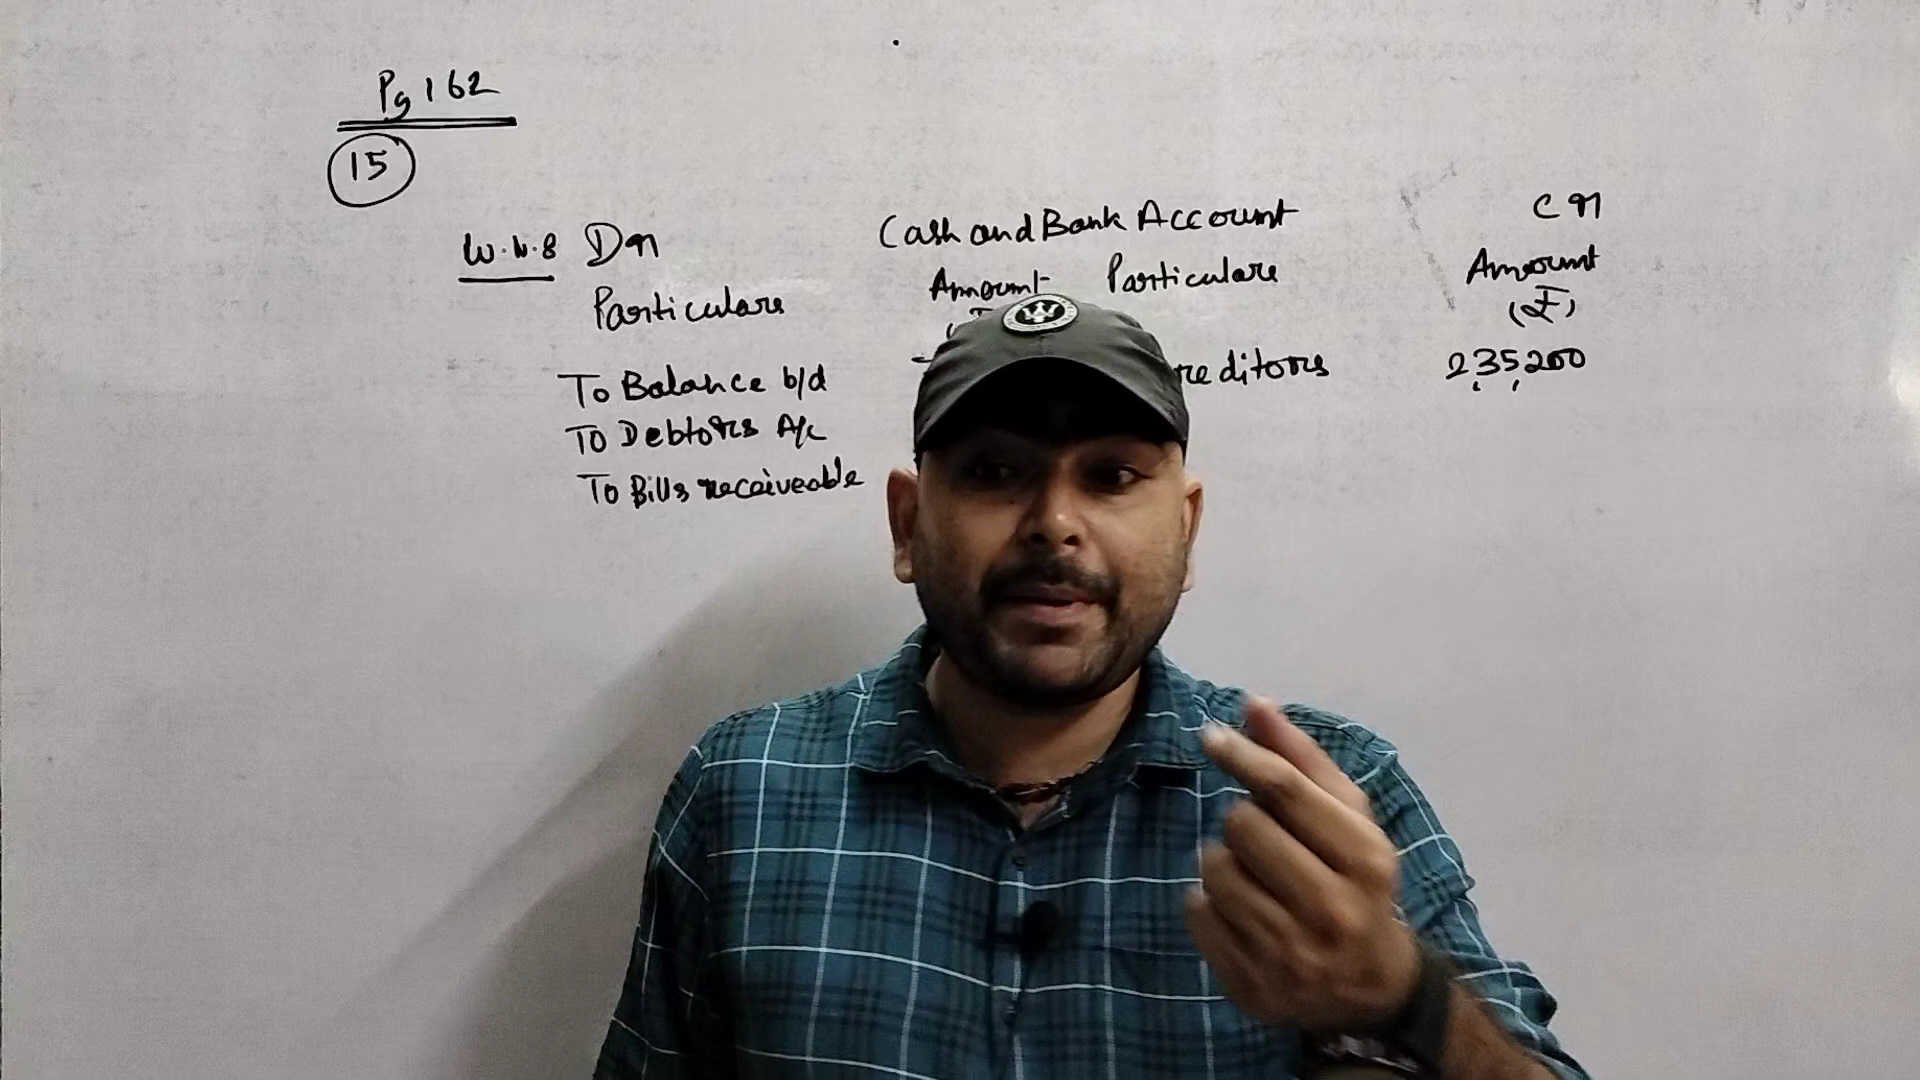 Pg 162
15
W.N.8 Dr Cash and Bank Account Cr
Particulars Amount Particulars Amount
(₹)
To Balance b/d reditors 235,200
To Debtors A/c
To Bills receiveable